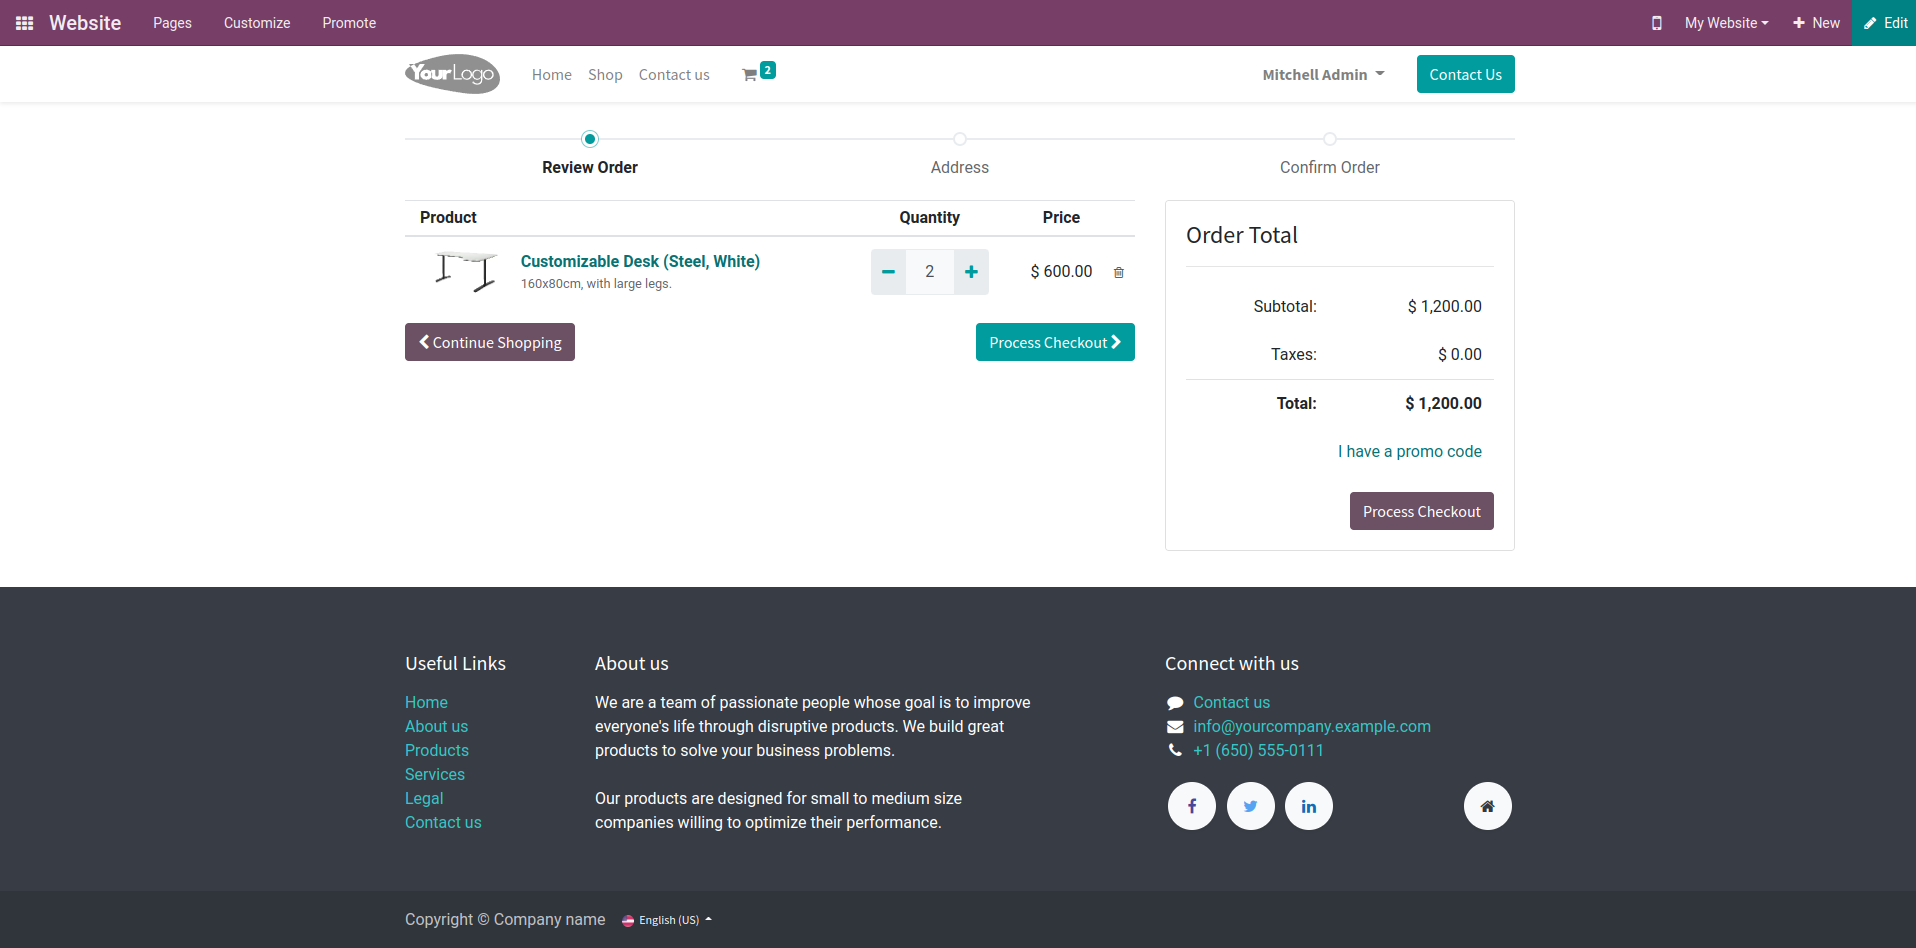 Website Pages Customize Promote My Website New Edit
YourLogo Home Shop Contact us 2 Mitchell Admin Contact Us
Review Order Address Confirm Order
Product Quantity Price
Customizable Desk (Steel, White)
160x80cm, with large legs.
2 $ 600.00
Continue Shopping Process Checkout
Order Total
Subtotal: $ 1,200.00
Taxes: $ 0.00
Total: $ 1,200.00
I have a promo code
Process Checkout
Useful Links
Home
About us
Products
Services
Legal
Contact us
About us
We are a team of passionate people whose goal is to improve
everyone's life through disruptive products. We build great
products to solve your business problems.
Our products are designed for small to medium size
companies willing to optimize their performance.
Connect with us
Contact us
info@yourcompany.example.com
+1 (650) 555-0111
Copyright © Company name English (US)